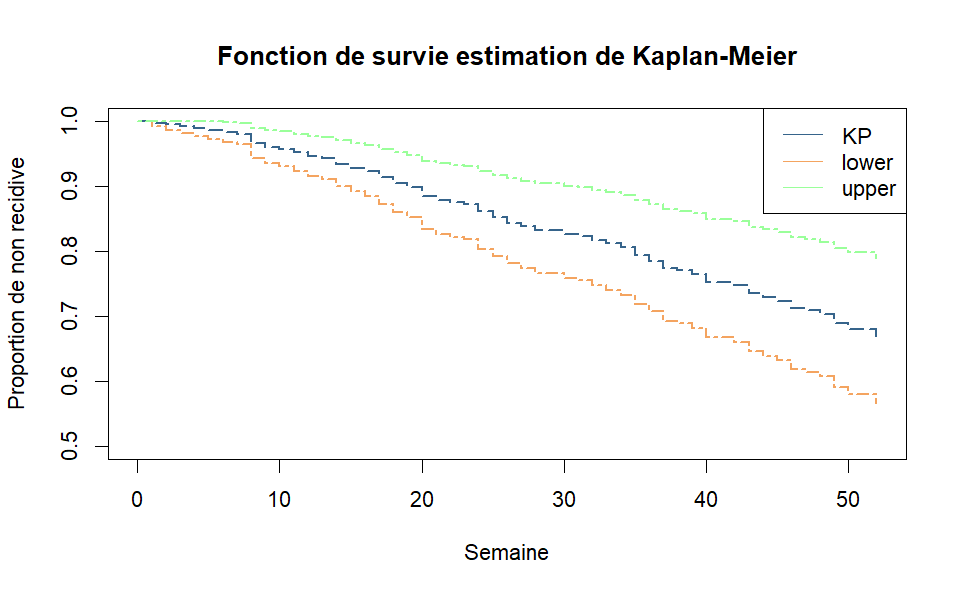 Fonction de survie estimation de Kaplan-Meier
Proportion de non recidive
1.0
0.9
0.8
0.7
0.6
0.5
KP
lower
upper
0 10 20 30 40 50
Semaine